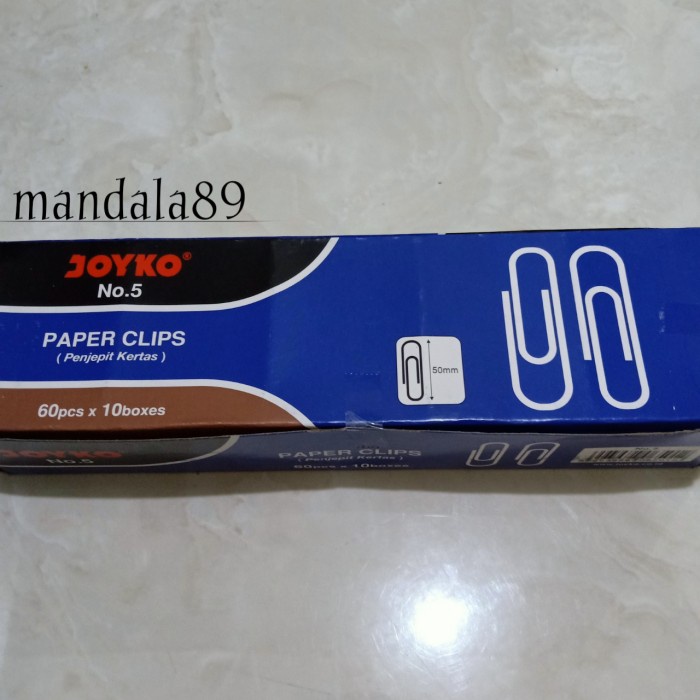 mandala89
JOYKO®
No.5
PAPER CLIPS
( Penjepit Kertas )
50mm
60pcs x 10boxes
JOYKO
No.5
PAPER CLIPS
( Penjepit Kertas )
60pcs x 10boxes